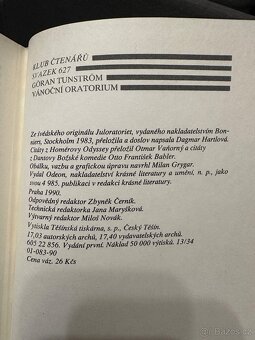 KLUB ČTENÁŘŮ
SVAZEK 627
GÖRAN TUNSTRÖM
VÁNOČNÍ ORATORIUM
Ze švédského originálu Juloratoriet, vydaného nakladatelstvím Bon-
niers, Stockholm 1983, přeložila a doslov napsala Dagmar Hartlová.
Citáty z Homérovy Odyssey přeložil Otmar Vaňorný a citáty
z Dantovy Božské komedie Otto František Babler.
Obálku, vazbu a grafickou úpravu navrhl Milan Grygar.
Vydal Odeon, nakladatelství krásné literatury a umění, n. p., jako
svou 4 985. publikaci v redakci krásné literatury.
Praha 1990.
Odpovědný redaktor Zbyněk Černík.
Technická redaktorka Jana Maryšková.
Výtvarný redaktor Miloš Novák.
Vytiskla Těšínská tiskárna, s. p., Český Těšín.
17,03 autorských archů, 17,40 vydavatelských archů.
605 22 856. Vydání první. Náklad 50 000 výtisků. 13/34
01-083-90
Cena váz. 26 Kčs